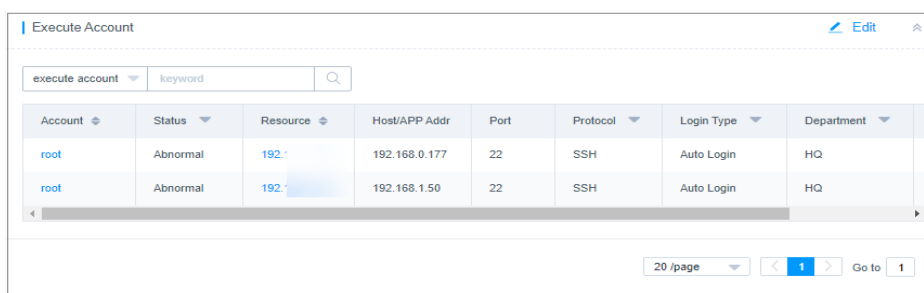 Execute Account Edit
execute account keyword
Account Status Resource Host/APP Addr Port Protocol Login Type Department
root Abnormal 192. 192.168.0.177 22 SSH Auto Login HQ
root Abnormal 192. 192.168.1.50 22 SSH Auto Login HQ
20 /page 1 Go to 1